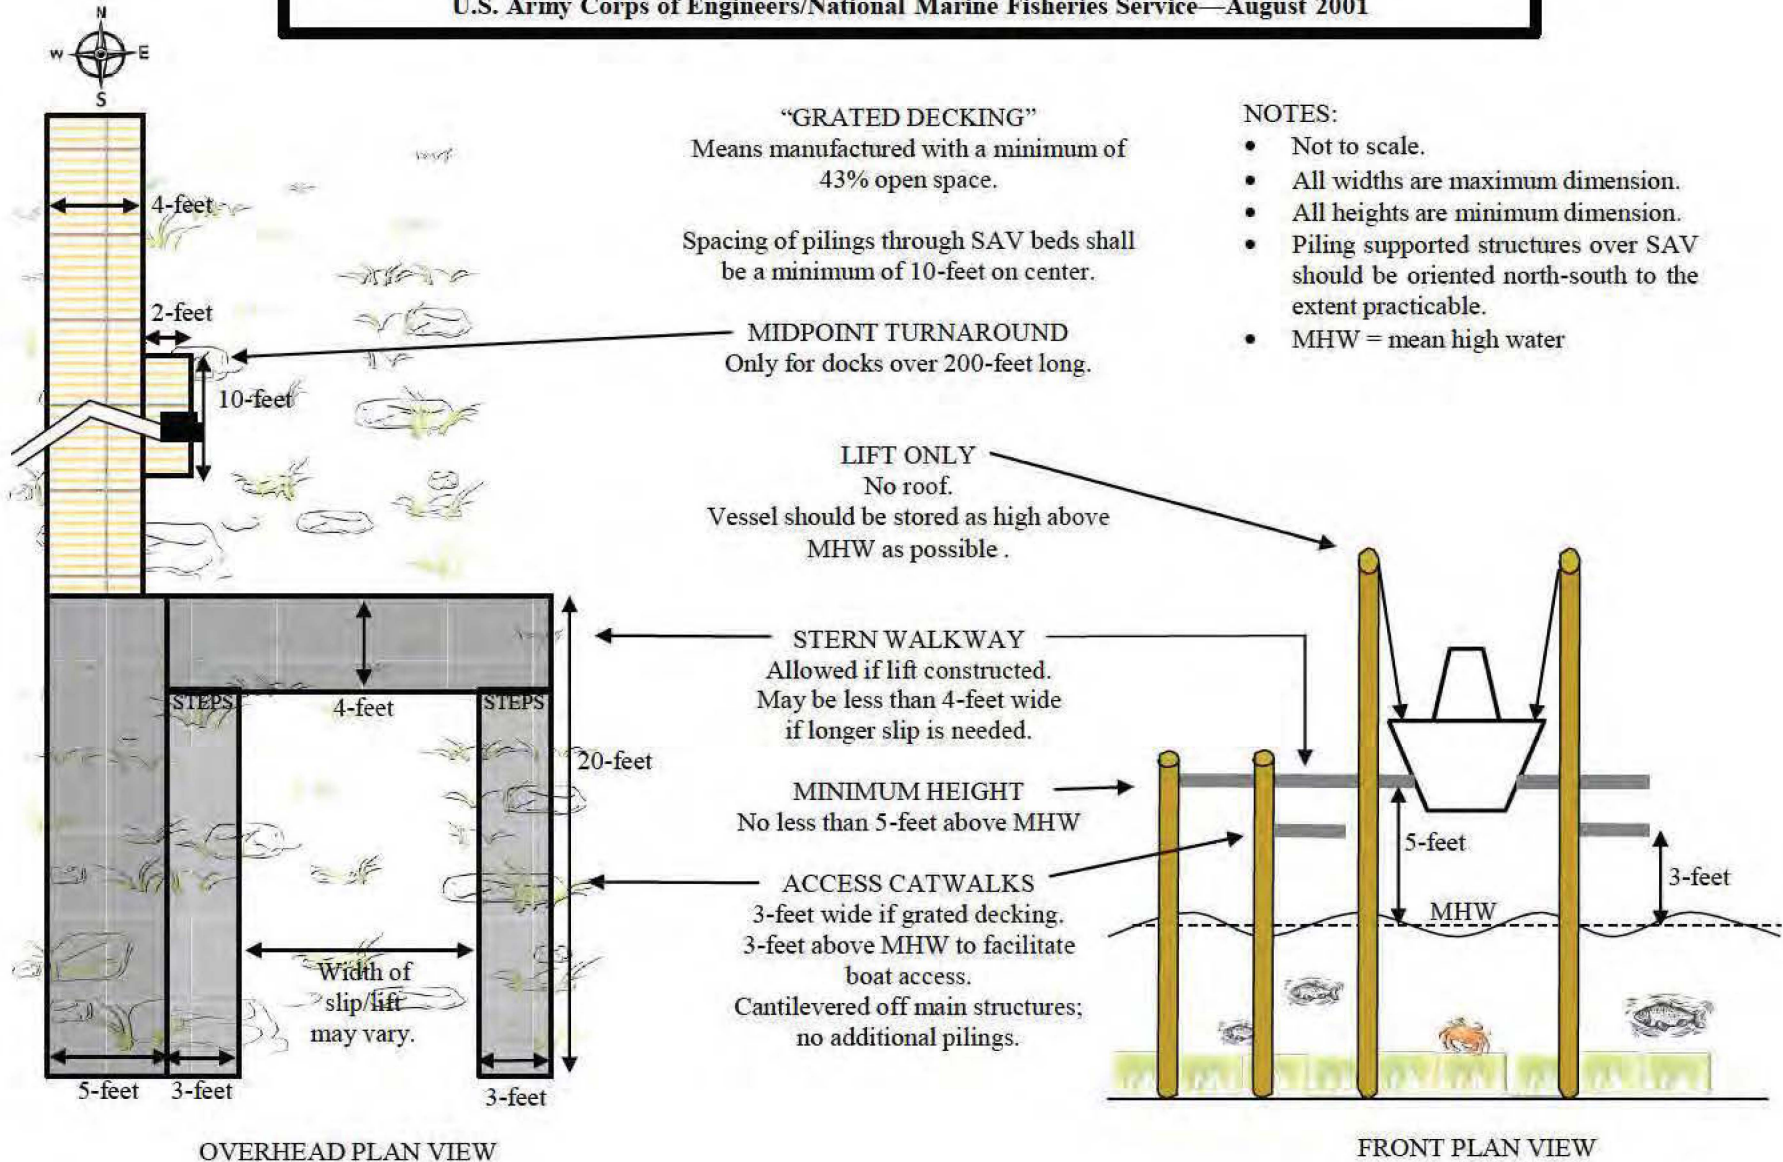 U.S. Army Corps of Engineers/National Marine Fisheries Service—August 2001
N
W E
S
"GRATED DECKING"
Means manufactured with a minimum of
43% open space.
Spacing of pilings through SAV beds shall
be a minimum of 10-feet on center.
MIDPOINT TURNAROUND
Only for docks over 200-feet long.
LIFT ONLY
No roof.
Vessel should be stored as high above
MHW as possible .
STERN WALKWAY
Allowed if lift constructed.
May be less than 4-feet wide
if longer slip is needed.
MINIMUM HEIGHT
No less than 5-feet above MHW
ACCESS CATWALKS
3-feet wide if grated decking.
3-feet above MHW to facilitate
boat access.
Cantilevered off main structures;
no additional pilings.
NOTES:
• Not to scale.
• All widths are maximum dimension.
• All heights are minimum dimension.
• Piling supported structures over SAV
should be oriented north-south to the
extent practicable.
• MHW = mean high water
4-feet
2-feet
10-feet
STEPS
STEPS
4-feet
20-feet
Width of
slip/lift
may vary.
5-feet
3-feet
3-feet
OVERHEAD PLAN VIEW
5-feet
3-feet
MHW
FRONT PLAN VIEW